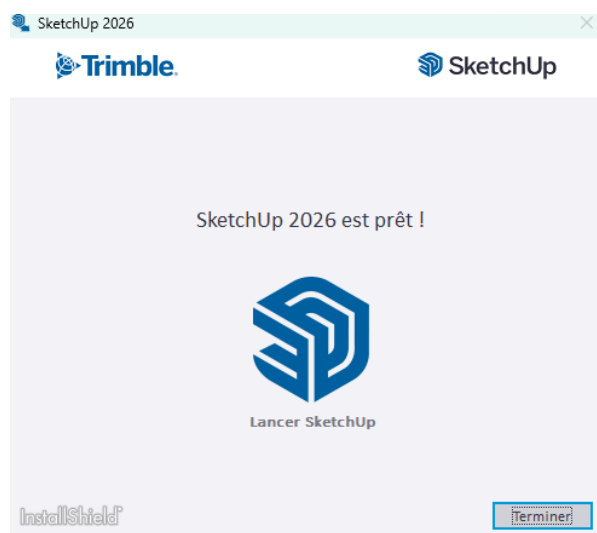 SketchUp 2026
Trimble.
SketchUp
SketchUp 2026 est prêt !
Lancer SketchUp
InstallShield
Terminer